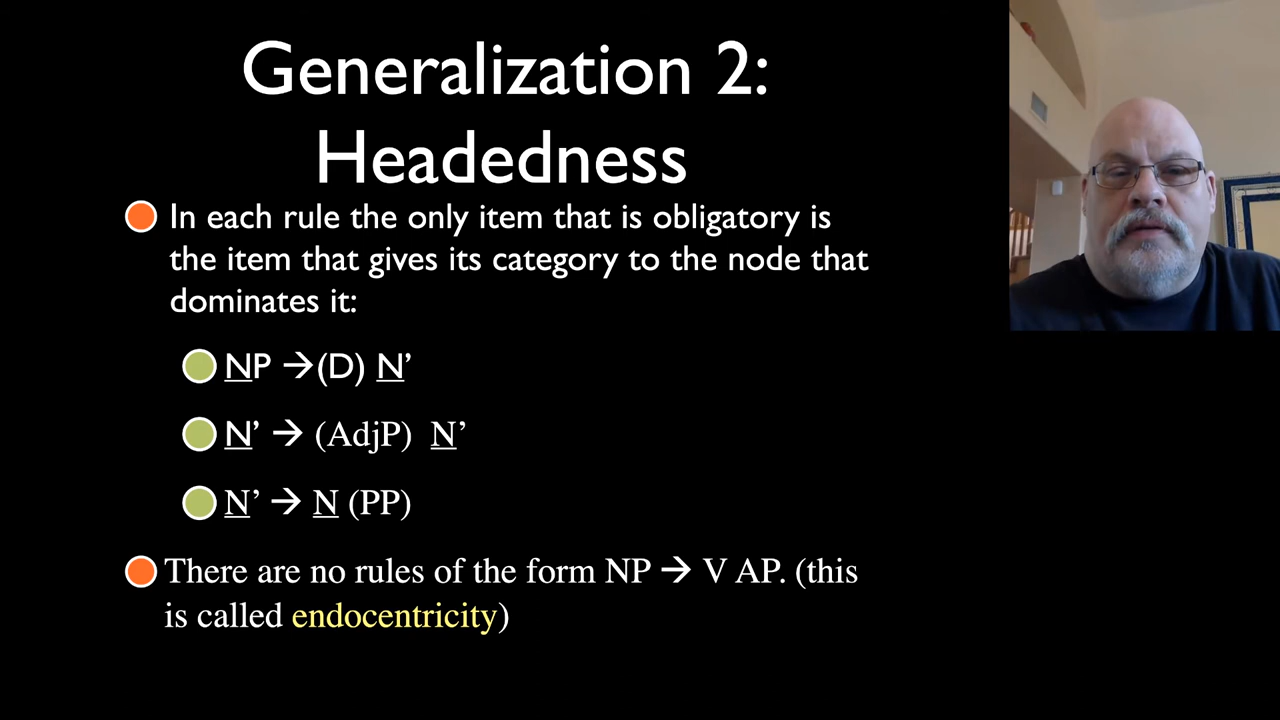 Generalization 2:
Headedness
In each rule the only item that is obligatory is
the item that gives its category to the node that
dominates it:
NP →(D) N’
N’ → (AdjP) N’
N’ → N (PP)
There are no rules of the form NP → V AP. (this
is called endocentricity)